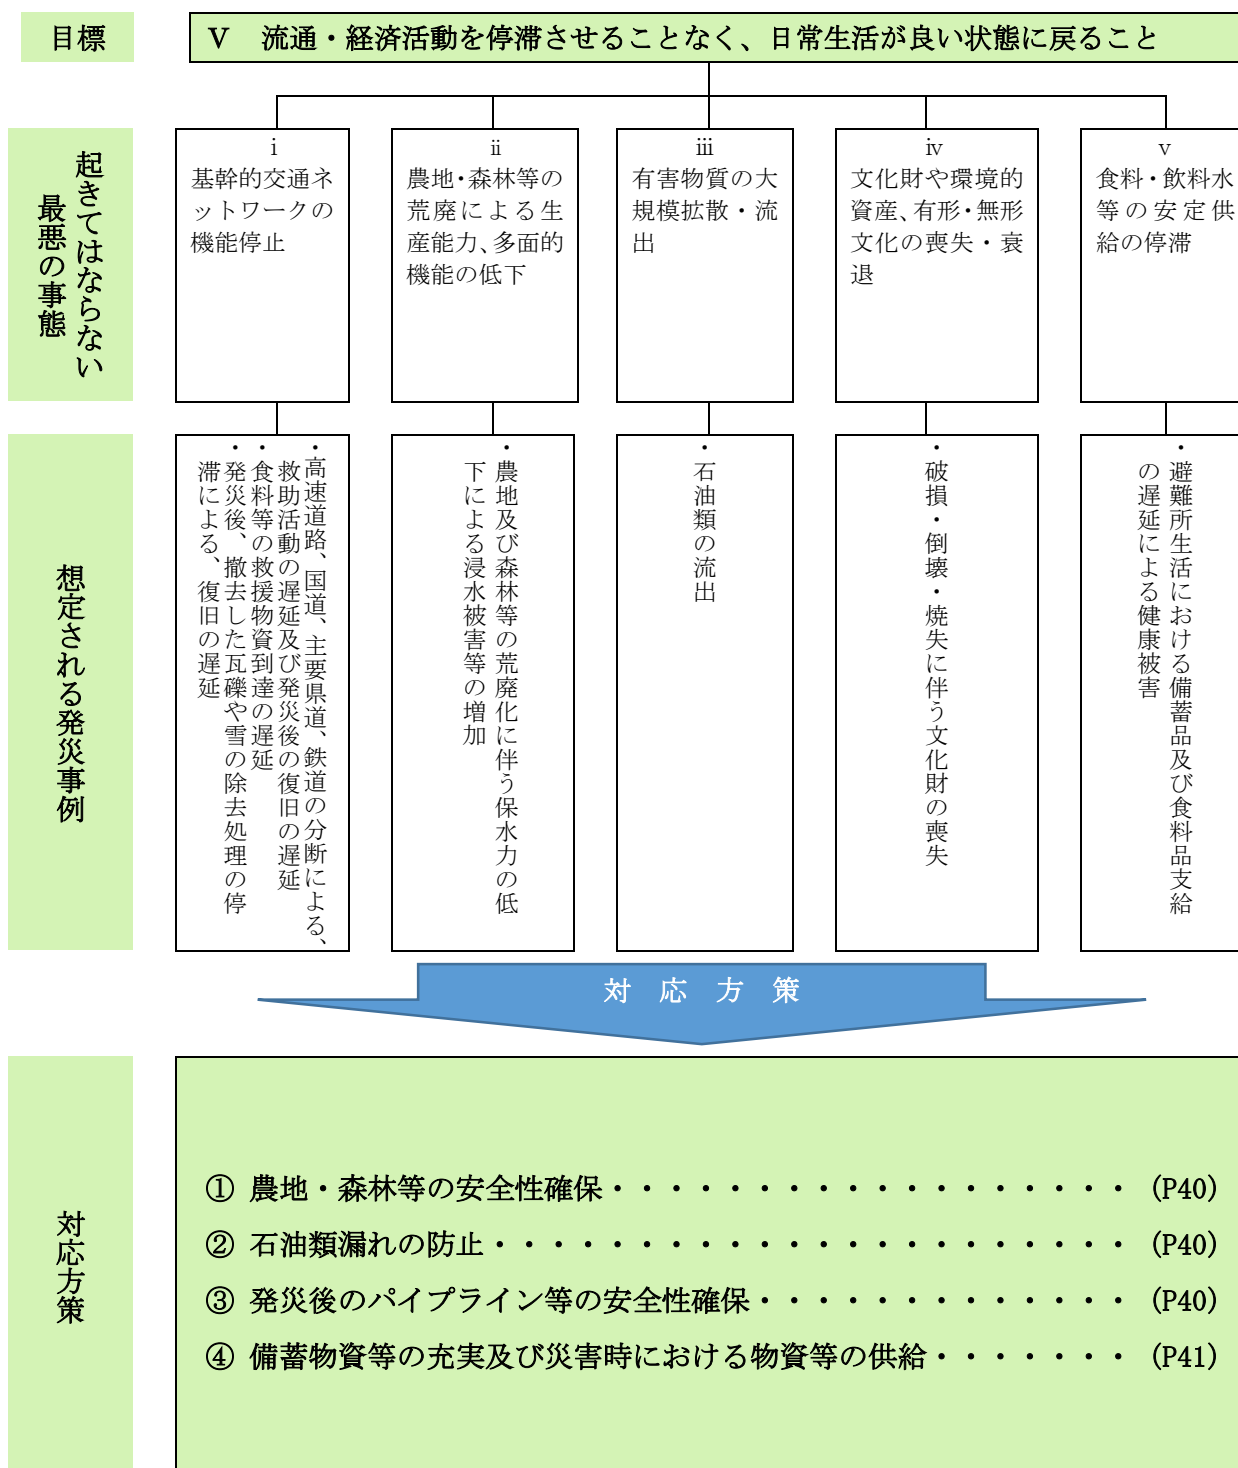 目標
Ⅴ　流通・経済活動を停滞させることなく、日常生活が良い状態に戻ること
起きてはならない
最悪の事態
ⅰ
基幹的交通ネ
ットワークの
機能停止
ⅱ
農地・森林等の
荒廃による生
産能力、多面的
機能の低下
ⅲ
有害物質の大
規模拡散・流
出
ⅳ
文化財や環境的
資産、有形・無形
文化の喪失・衰
退
ⅴ
食料・飲料水
等の安定供
給の停滞
想定される発災事例
・高速道路、国道、主要県道、鉄道の分断による、
救助活動の遅延及び発災後の復旧の遅延
・食料等の救援物資到達の遅延
・発災後、撤去した瓦礫や雪の除去処理の停
滞による、復旧の遅延
・農地及び森林等の荒廃化に伴う保水力の低
下による浸水被害等の増加
・石油類の流出
・破損・倒壊・焼失に伴う文化財の喪失
・避難所生活における備蓄品及び食料品支給
の遅延による健康被害
対応方策
対応方策
① 農地・森林等の安全性確保・・・・・・・・・・・・・・・・・・ (P40)
② 石油類漏れの防止・・・・・・・・・・・・・・・・・・・・・・ (P40)
③ 発災後のパイプライン等の安全性確保・・・・・・・・・・・・・ (P40)
④ 備蓄物資等の充実及び災害時における物資等の供給・・・・・・・ (P41)